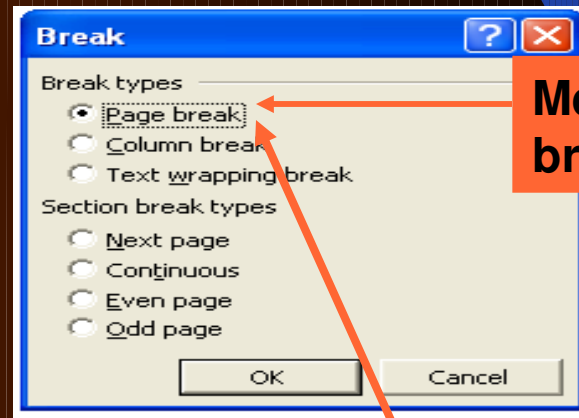 Break
Break types
Page break
Column break
Text wrapping break
Section break types
Next page
Continuous
Even page
Odd page
OK Cancel